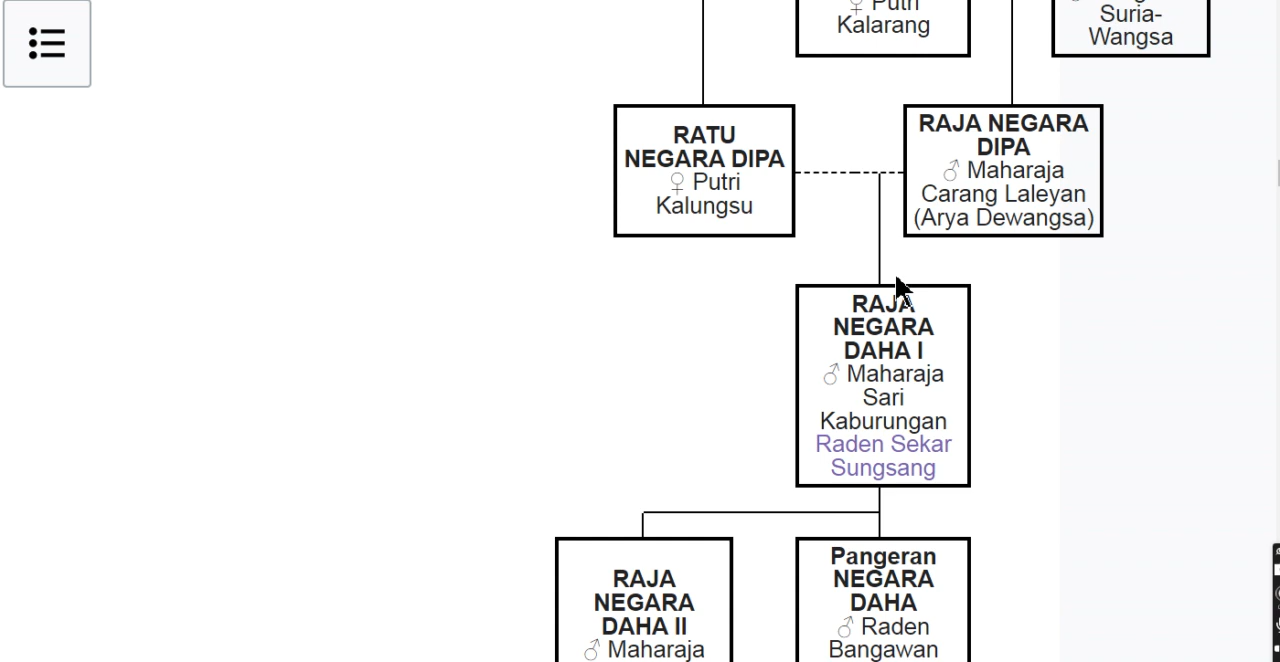 ♀ Putri
Kalarang
Suria-
Wangsa
RATU
NEGARA DIPA
♀ Putri
Kalungsu
RAJA NEGARA
DIPA
♂ Maharaja
Carang Laleyan
(Arya Dewangsa)
RAJA
NEGARA
DAHA I
♂ Maharaja
Sari
Kaburungan
Raden Sekar
Sungsang
RAJA
NEGARA
DAHA II
♂ Maharaja
Pangeran
NEGARA
DAHA
♂ Raden
Bangawan